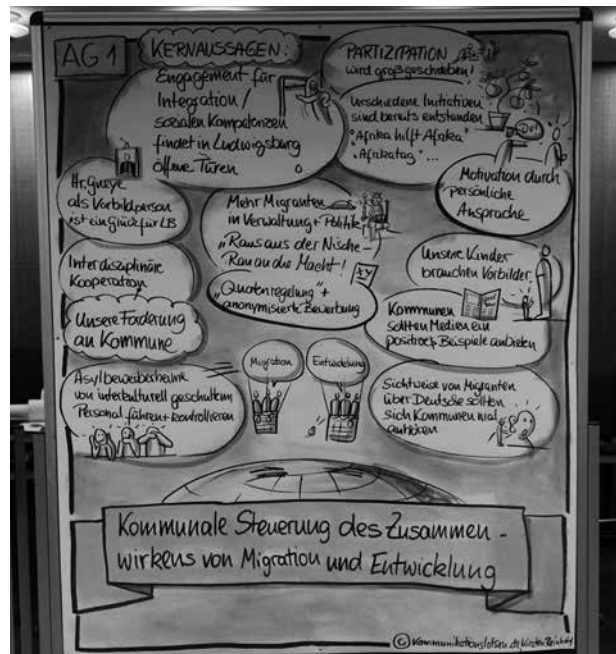 AG 1
KERNAUSSAGEN:
Engagement für
Integration/
sozialen Kompetenzen
findet in Ludwigsburg
offene Türen
PARTIZIPATION
wird großgeschrieben!
Verschiedene Initiativen
sind bereits entstanden
"Afrika hilft Afrika"
"Afrikatag"...
Du!
Motivation durch
persönliche
Ansprache
Hr. Gueye
als Vorbildperson
ist ein Glück für LB
Mehr Migranten
in Verwaltung + Politik
"Raus aus der Nische –
Ran an die Macht!
"Quotenregelung" +
anonymisierte Bewerbung
Unsere Kinder
brauchen Vorbilder
Interdisziplinäre
Kooperation
Unsere Forderung
an Kommune
Kommunen
sollten Medien ein
Beispiele anbieten
Asylbewerberheime
von interkulturell geschultem
Personal führen + kontrollieren
Migration
Entwicklung
Sichtweise von Migranten
über Deutsche sollten
sich Kommunen mal
anhören
Kommunale Steuerung des Zusammen-
wirkens von Migration und Entwicklung
© Kommunikationslotsen.de